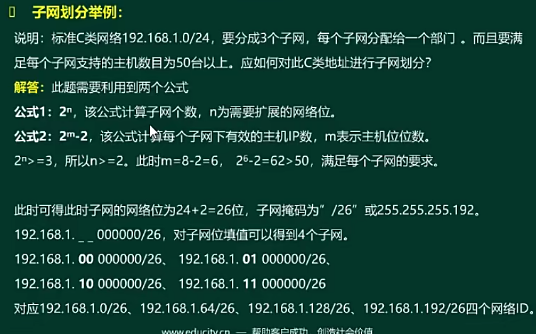 子网划分举例：
说明：标准C类网络192.168.1.0/24，要分成3个子网，每个子网分配给一个部门 。而且要满
足每个子网支持的主机数目为50台以上。应如何对此C类地址进行子网划分？
解答：此题需要利用到两个公式
公式1：2ⁿ，该公式计算子网个数，n为需要扩展的网络位。
公式2：2ᵐ-2，该公式计算每个子网下有效的主机IP数，m表示主机位位数。
2ⁿ>=3，所以n>=2。此时m=8-2=6， 2⁶-2=62>50，满足每个子网的要求。
此时可得此时子网的网络位为24+2=26位，子网掩码为”/26”或255.255.255.192。
192.168.1. _ _ 000000/26，对子网位填值可以得到4个子网。
192.168.1. 00 000000/26、 192.168.1. 01 000000/26、
192.168.1. 10 000000/26、 192.168.1. 11 000000/26
对应192.168.1.0/26、192.168.1.64/26、192.168.1.128/26、192.168.1.192/26四个网络ID。
www.educity.cn — 帮助客户成功，创造社会价值